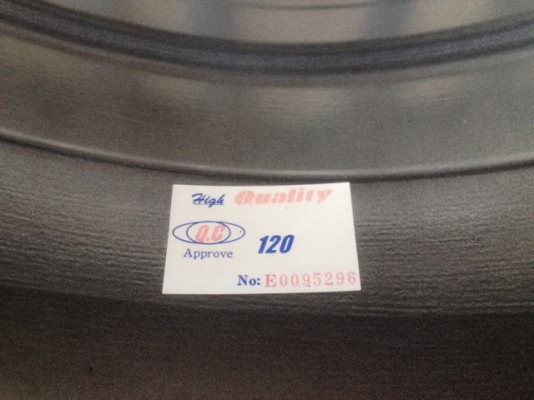 High Quality
Q.C 120
Approve
No: E0095296